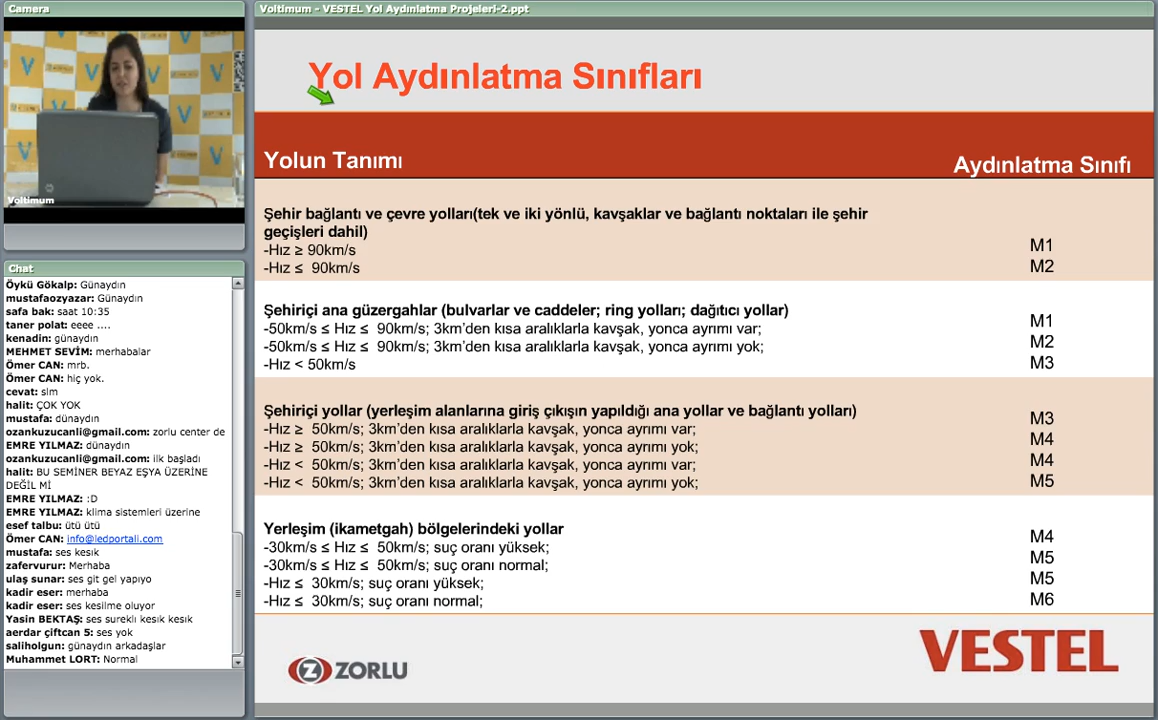 Camera
Voltimum
Chat
Öykü Gökalp: Günaydın
mustafaozyazar: Günaydın
safa bak: saat 10:35
taner polat: eeee ....
kenadin: günaydın
MEHMET SEVİM: merhabalar
Ömer CAN: mrb.
Ömer CAN: hiç yok.
cevat: slm
halit: ÇOK YOK
mustafa: dünaydın
ozankuzucanli@gmail.com: zorlu center de
EMRE YILMAZ: dünaydın
ozankuzucanli@gmail.com: ilk başladı
halit: BU SEMİNER BEYAZ EŞYA ÜZERİNE
DEĞİL Mİ
EMRE YILMAZ: :D
EMRE YILMAZ: klima sistemleri üzerine
esef talbu: ütü ütü
Ömer CAN: info@ledportali.com
mustafa: ses kesık
zafervurur: Merhaba
ulaş sunar: ses git gel yapıyo
kadir eser: merhaba
kadir eser: ses kesilme oluyor
Yasin BEKTAŞ: ses sureklı kesık kesık
aerdar çiftcan 5: ses yok
saliholgun: günaydın arkadaşlar
Muhammet LORT: Normal
Voltimum - VESTEL Yol Aydınlatma Projeleri-2.ppt
Yol Aydınlatma Sınıfları
Yolun Tanımı Aydınlatma Sınıfı
Şehir bağlantı ve çevre yolları(tek ve iki yönlü, kavşaklar ve bağlantı noktaları ile şehir
geçişleri dahil)
-Hız ≥ 90km/s M1
-Hız ≤ 90km/s M2
Şehiriçi ana güzergahlar (bulvarlar ve caddeler; ring yolları; dağıtıcı yollar)
-50km/s ≤ Hız ≤ 90km/s; 3km'den kısa aralıklarla kavşak, yonca ayrımı var; M1
-50km/s ≤ Hız ≤ 90km/s; 3km'den kısa aralıklarla kavşak, yonca ayrımı yok; M2
-Hız < 50km/s M3
Şehiriçi yollar (yerleşim alanlarına giriş çıkışın yapıldığı ana yollar ve bağlantı yolları)
-Hız ≥ 50km/s; 3km'den kısa aralıklarla kavşak, yonca ayrımı var; M3
-Hız ≥ 50km/s; 3km'den kısa aralıklarla kavşak, yonca ayrımı yok; M4
-Hız < 50km/s; 3km'den kısa aralıklarla kavşak, yonca ayrımı var; M4
-Hız < 50km/s; 3km'den kısa aralıklarla kavşak, yonca ayrımı yok; M5
Yerleşim (ikametgah) bölgelerindeki yollar
-30km/s ≤ Hız ≤ 50km/s; suç oranı yüksek; M4
-30km/s ≤ Hız ≤ 50km/s; suç oranı normal; M5
-Hız ≤ 30km/s; suç oranı yüksek; M5
-Hız ≤ 30km/s; suç oranı normal; M6
ZORLU
VESTEL